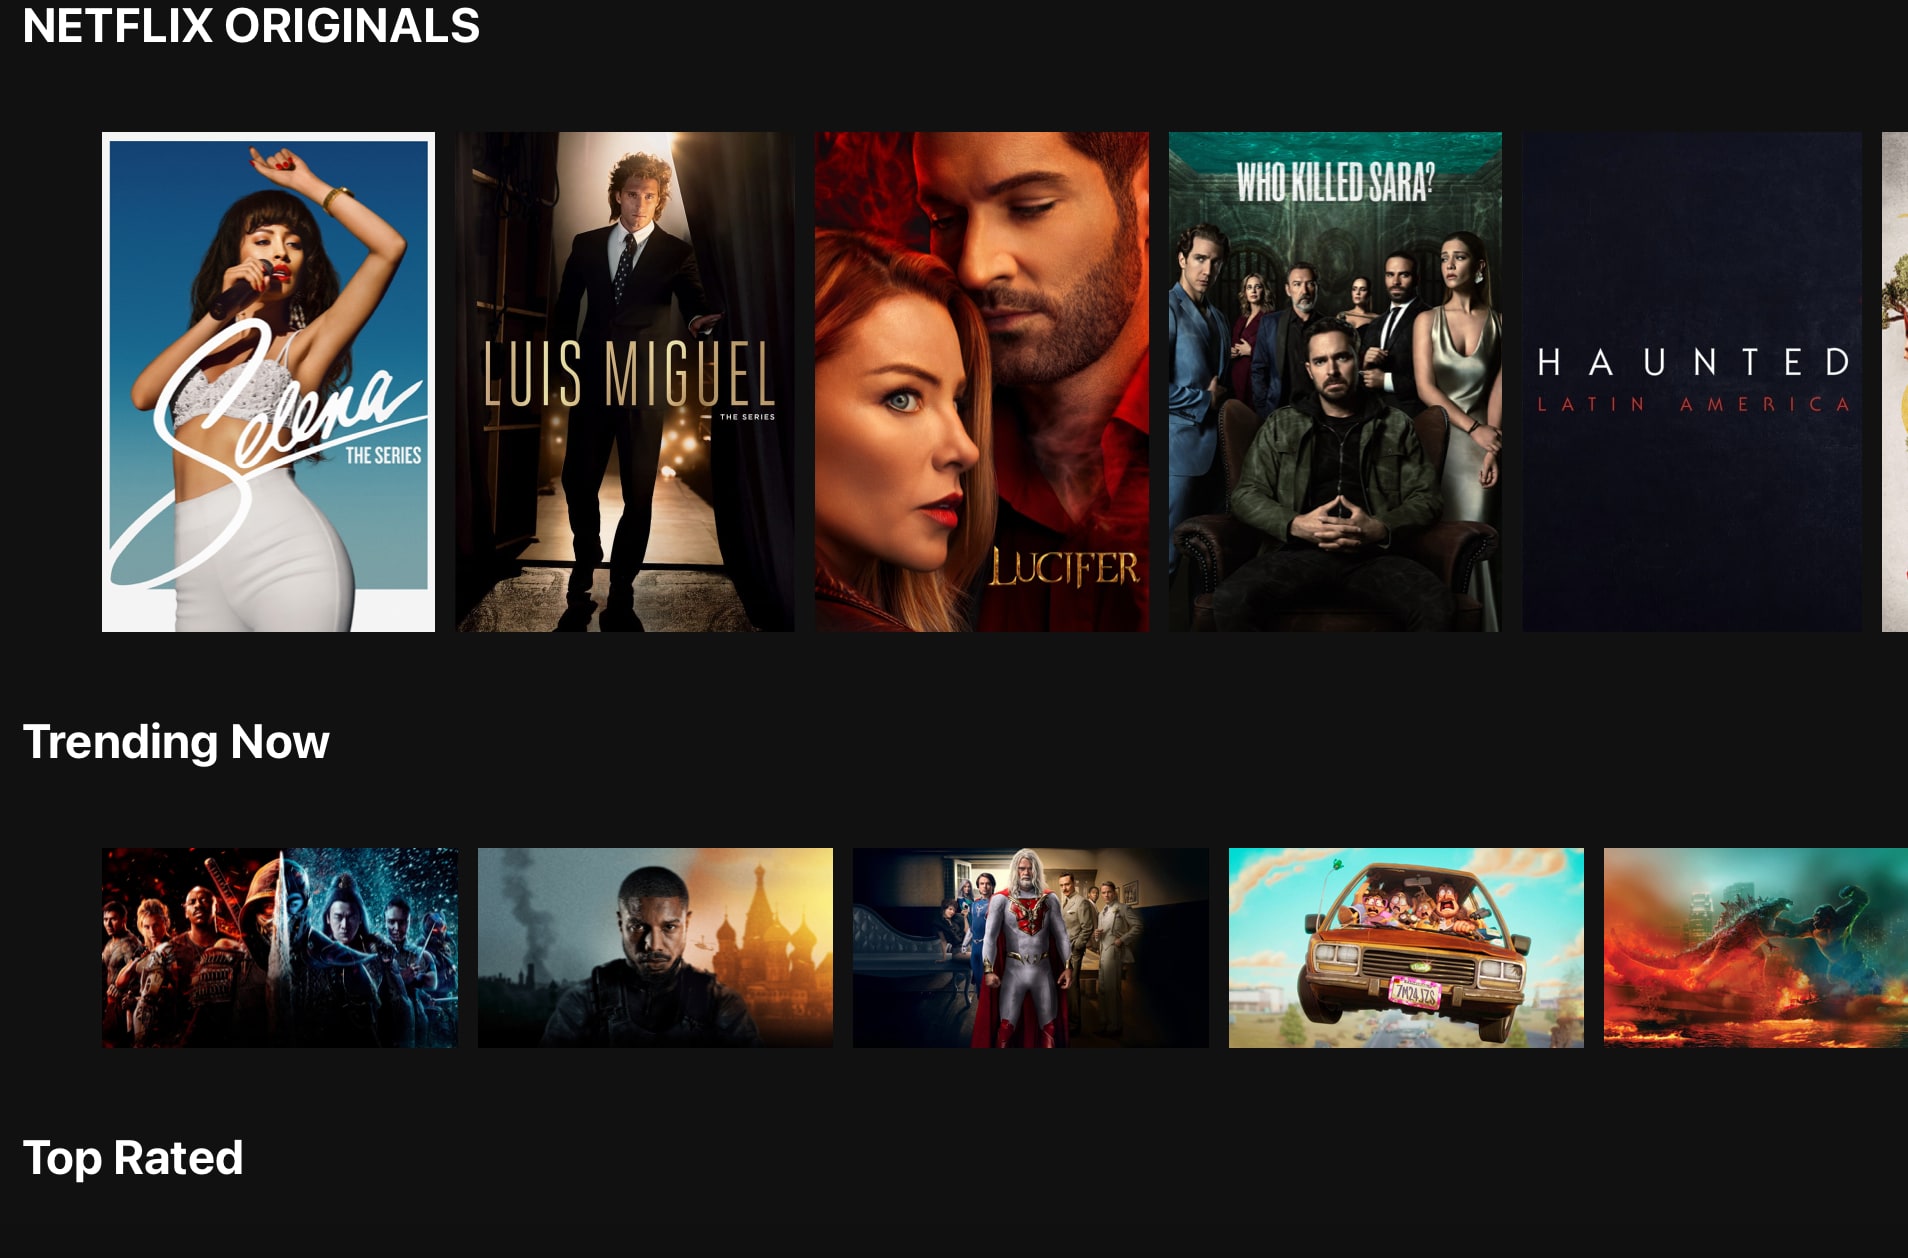 NETFLIX ORIGINALS
Selena
THE SERIES
LUIS MIGUEL
THE SERIES
LUCIFER
WHO KILLED SARA?
HAUNTED
LATIN AMERICA
Trending Now
7M24JZS
Top Rated